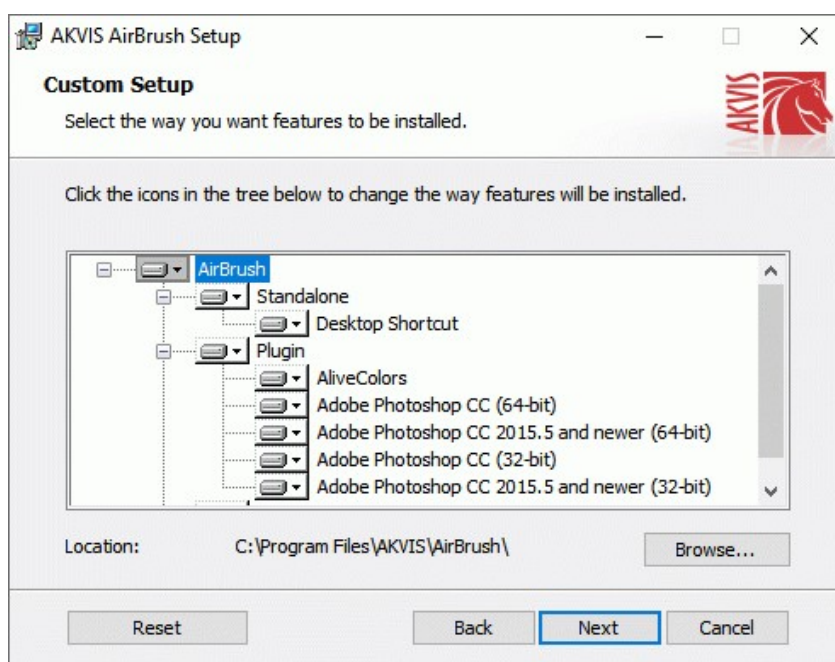 AKVIS AirBrush Setup
Custom Setup
Select the way you want features to be installed.
AKVIS
Click the icons in the tree below to change the way features will be installed.
AirBrush
Standalone
Desktop Shortcut
Plugin
AliveColors
Adobe Photoshop CC (64-bit)
Adobe Photoshop CC 2015.5 and newer (64-bit)
Adobe Photoshop CC (32-bit)
Adobe Photoshop CC 2015.5 and newer (32-bit)
Location: C:\Program Files\AKVIS\AirBrush\ Browse...
Reset Back Next Cancel